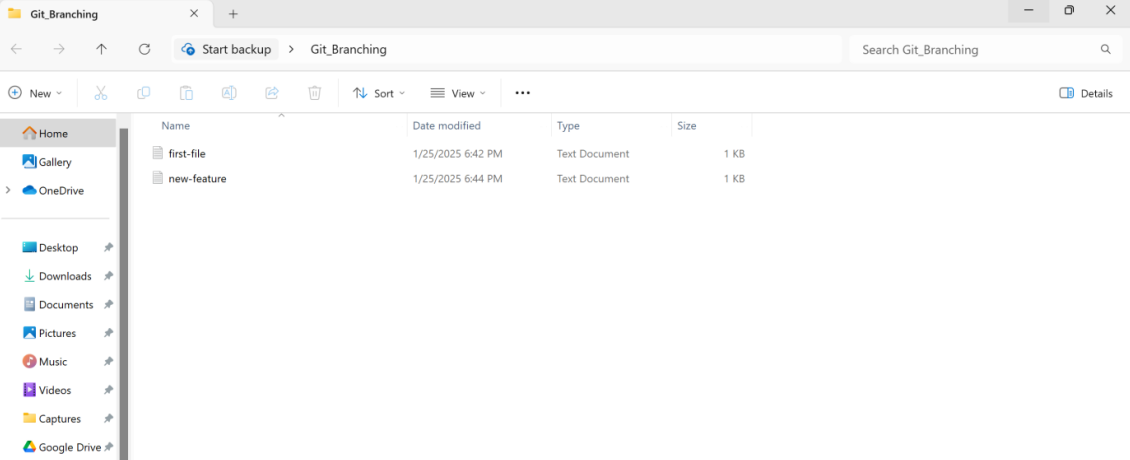 Git_Branching
Start backup > Git_Branching
Search Git_Branching
New
Sort
View
Details
Name Date modified Type Size
first-file 1/25/2025 6:42 PM Text Document 1 KB
new-feature 1/25/2025 6:44 PM Text Document 1 KB
Home
Gallery
OneDrive
Desktop
Downloads
Documents
Pictures
Music
Videos
Captures
Google Drive